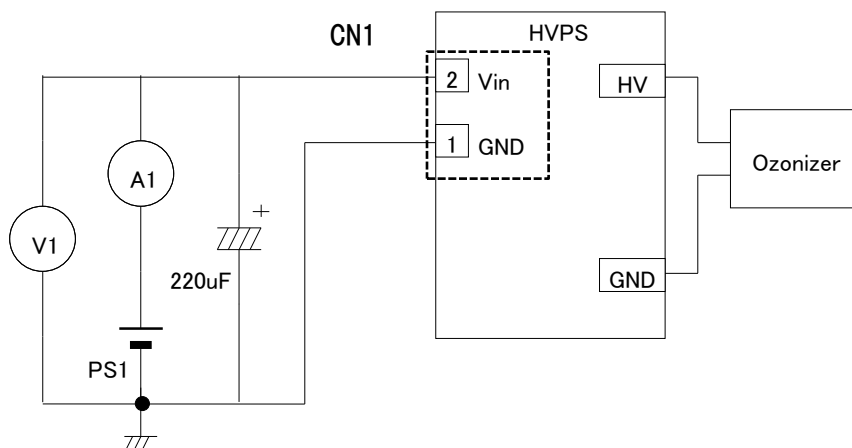 CN1
HVPS
2 Vin
HV
1 GND
A1
Ozonizer
+
V1
220uF
GND
PS1